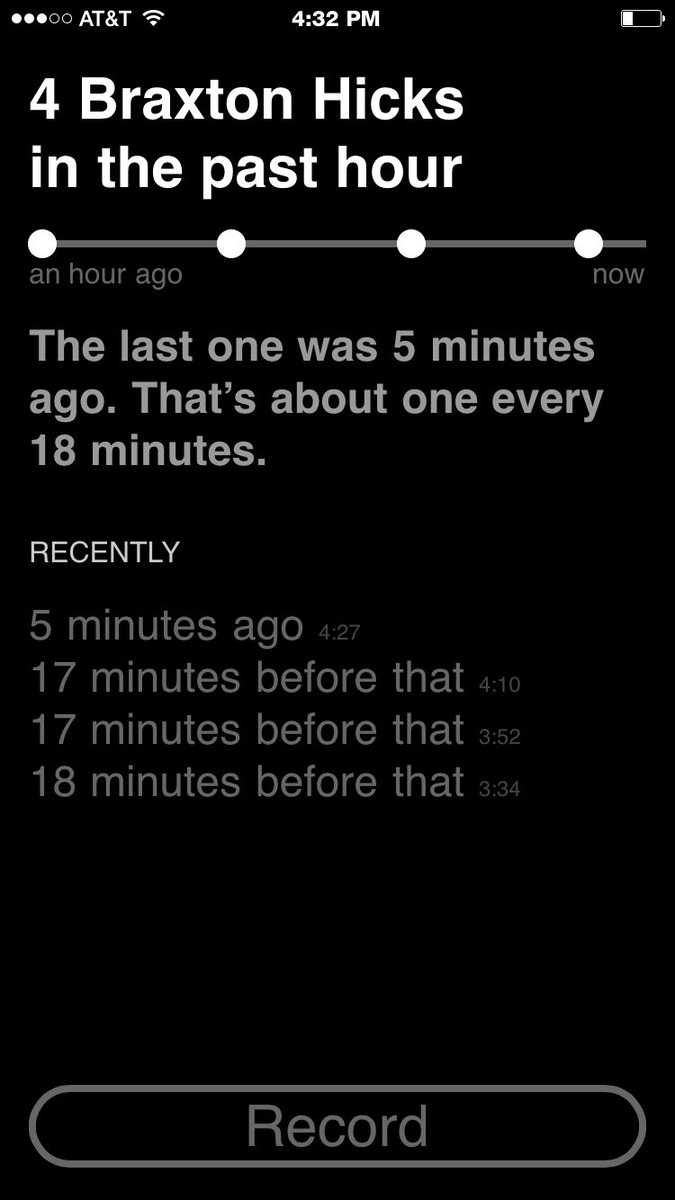 AT&T 4:32 PM
4 Braxton Hicks
in the past hour
an hour ago now
The last one was 5 minutes
ago. That’s about one every
18 minutes.
RECENTLY
5 minutes ago 4:27
17 minutes before that 4:10
17 minutes before that 3:52
18 minutes before that 3:34
Record